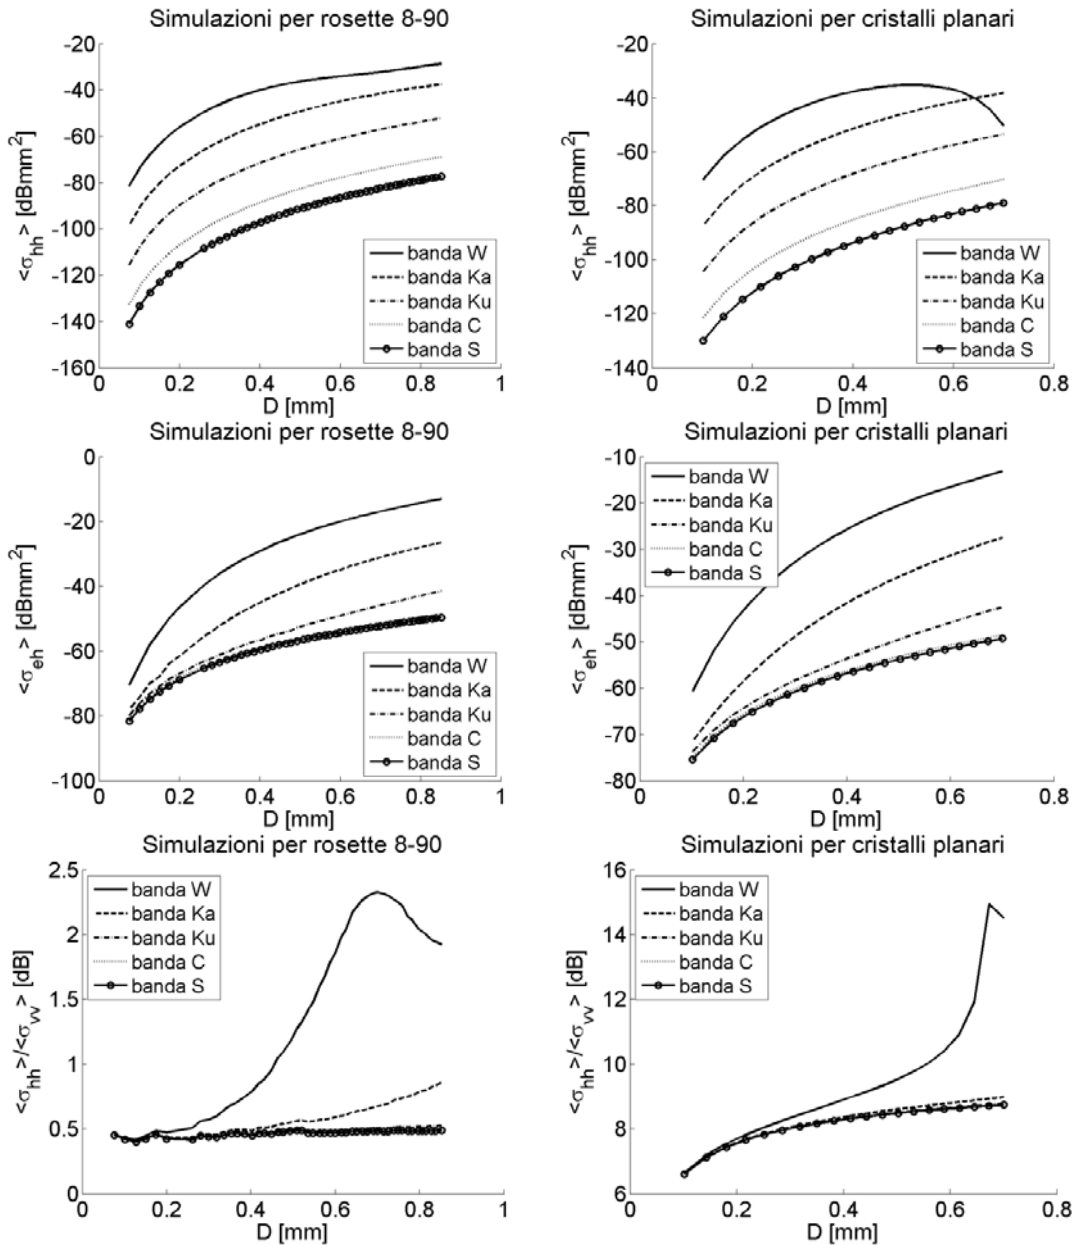 Simulazioni per rosette 8-90
-20
-40
-60
-80
-100
-120
-140
-160
<σhh> [dBmm²]
banda W
banda Ka
banda Ku
banda C
banda S
0
0.2
0.4
0.6
0.8
1
D [mm]
Simulazioni per cristalli planari
-20
-40
-60
-80
-100
-120
-140
<σhh> [dBmm²]
banda W
banda Ka
banda Ku
banda C
banda S
0
0.2
0.4
0.6
0.8
D [mm]
Simulazioni per rosette 8-90
0
-20
-40
-60
-80
-100
<σeh> [dBmm²]
banda W
banda Ka
banda Ku
banda C
banda S
0
0.2
0.4
0.6
0.8
1
D [mm]
Simulazioni per cristalli planari
-10
-20
-30
-40
-50
-60
-70
-80
<σeh> [dBmm²]
banda W
banda Ka
banda Ku
banda C
banda S
0
0.2
0.4
0.6
0.8
D [mm]
Simulazioni per rosette 8-90
2.5
2
1.5
1
0.5
0
<σhh>/<σvv> [dB]
banda W
banda Ka
banda Ku
banda C
banda S
0
0.2
0.4
0.6
0.8
1
D [mm]
Simulazioni per cristalli planari
16
14
12
10
8
6
<σhh>/<σvv> [dB]
banda W
banda Ka
banda Ku
banda C
banda S
0
0.2
0.4
0.6
0.8
D [mm]